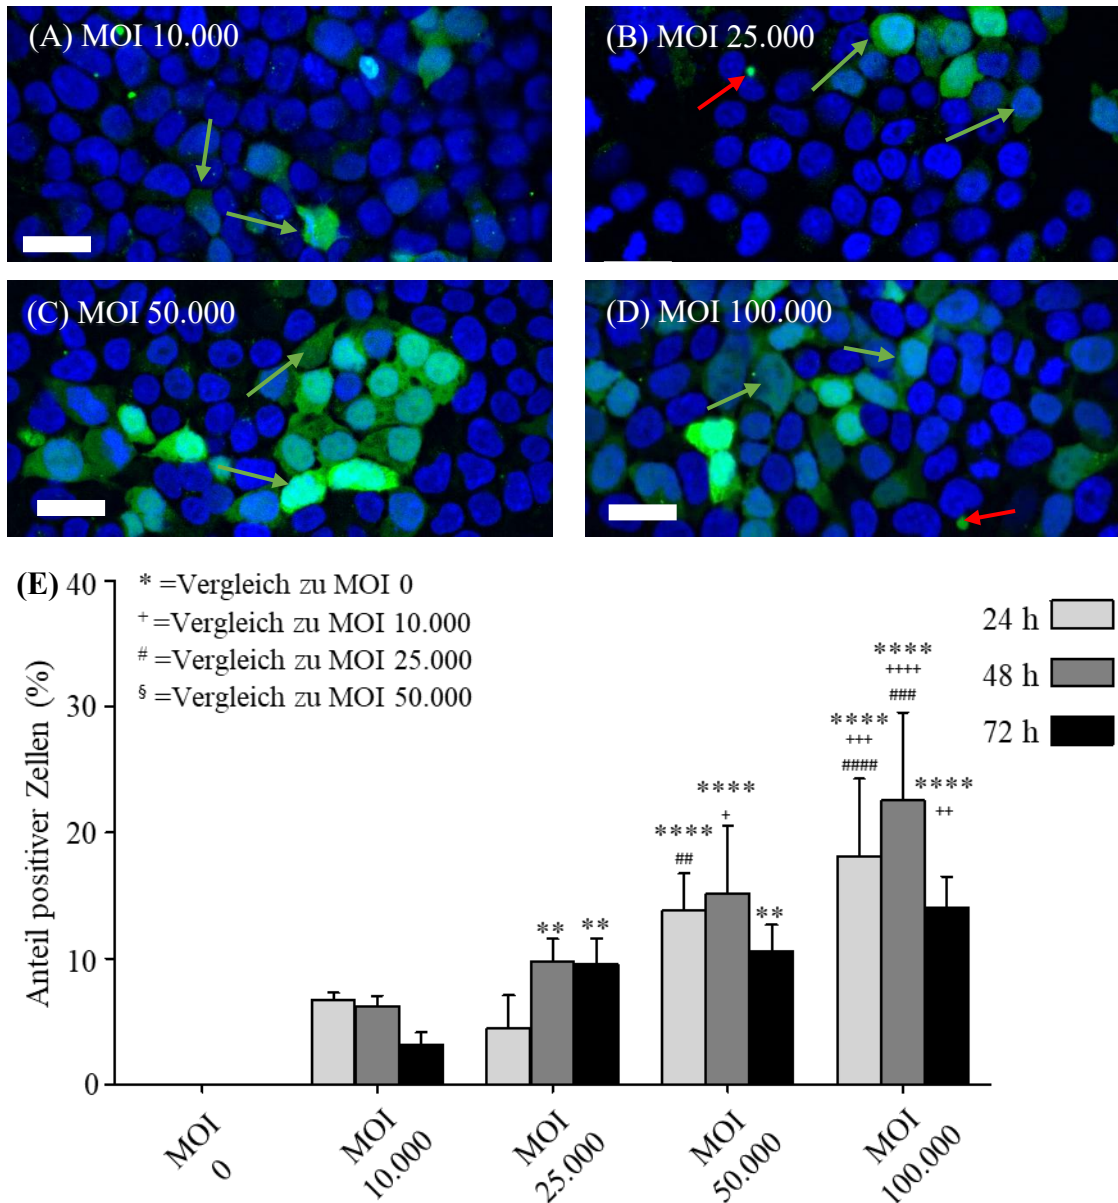 (A) MOI 10.000
(B) MOI 25.000
(C) MOI 50.000
(D) MOI 100.000
(E)
* =Vergleich zu MOI 0
+ =Vergleich zu MOI 10.000
# =Vergleich zu MOI 25.000
§ =Vergleich zu MOI 50.000
24 h
48 h
72 h
Anteil positiver Zellen (%)
40
30
20
10
0
**
**
****
##
****
+
**
****
+++
####
****
++++
###
****
++
MOI
0
MOI
10.000
MOI
25.000
MOI
50.000
MOI
100.000